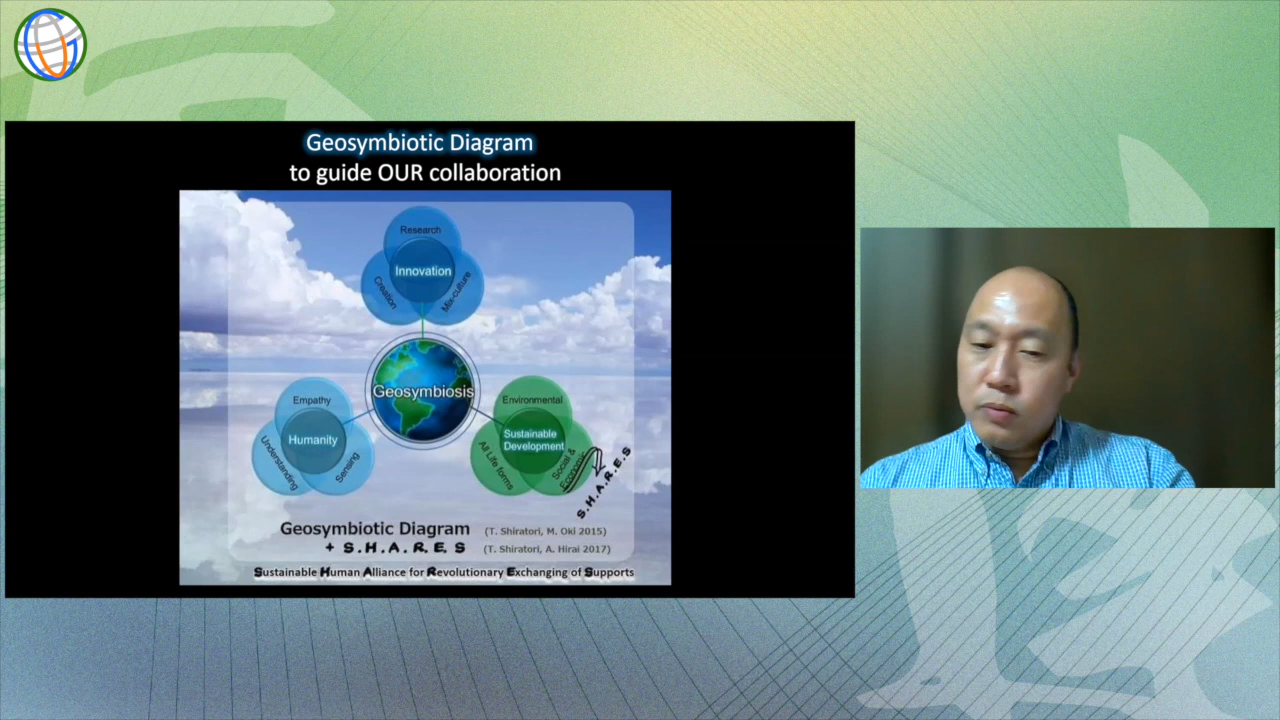 Geosymbiotic Diagram
to guide OUR collaboration
Research
Innovation
Creation
Mix-culture
Geosymbiosis
Empathy
Humanity
Understanding
Sensing
Environmental
Sustainable
Development
All Life forms
Social &
Economic
S.H.A.R.E.S
Geosymbiotic Diagram (T. Shiratori, M. Oki 2015)
+ S.H.A.R.E.S (T. Shiratori, A. Hirai 2017)
Sustainable Human Alliance for Revolutionary Exchanging of Supports